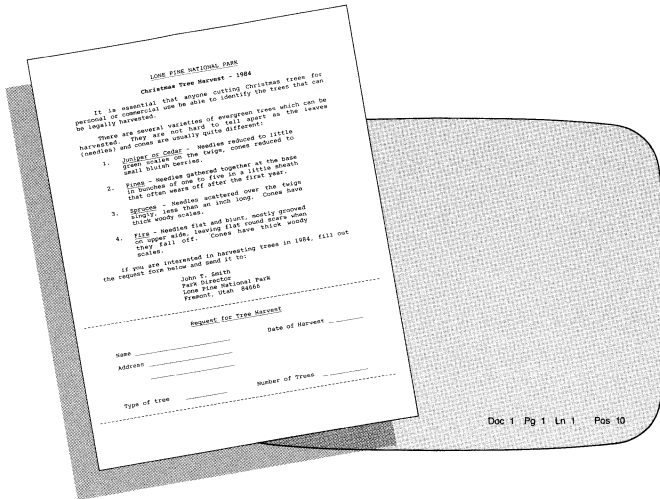 LONE PINE NATIONAL PARK
Christmas Tree Harvest - 1984
It is essential that anyone cutting Christmas trees for
personal or commercial use be able to identify the trees that can
be legally harvested.
There are several varieties of evergreen trees which can be
harvested. They are not hard to tell apart as the leaves
(needles) and cones are usually quite different:
1. Juniper or Cedar - Needles reduced to little
green scales on the twigs, cones reduced to
small bluish berries.
2. Pines - Needles gathered together at the base
in bunches of one to five in a little sheath
that often wears off after the first year.
3. Spruces - Needles scattered over the twigs
singly, less than an inch long. Cones have
thick woody scales.
4. Firs - Needles flat and blunt, mostly grooved
on upper side, leaving flat round scars when
they fall off. Cones have thick woody
scales.
If you are interested in harvesting trees in 1984, fill out
the request form below and send it to:
John T. Smith
Park Director
Lone Pine National Park
Fremont, Utah 84066
Request for Tree Harvest
Name Date of Harvest
Address
Type of tree Number of Trees
Doc 1 Pg 1 Ln 1 Pos 10